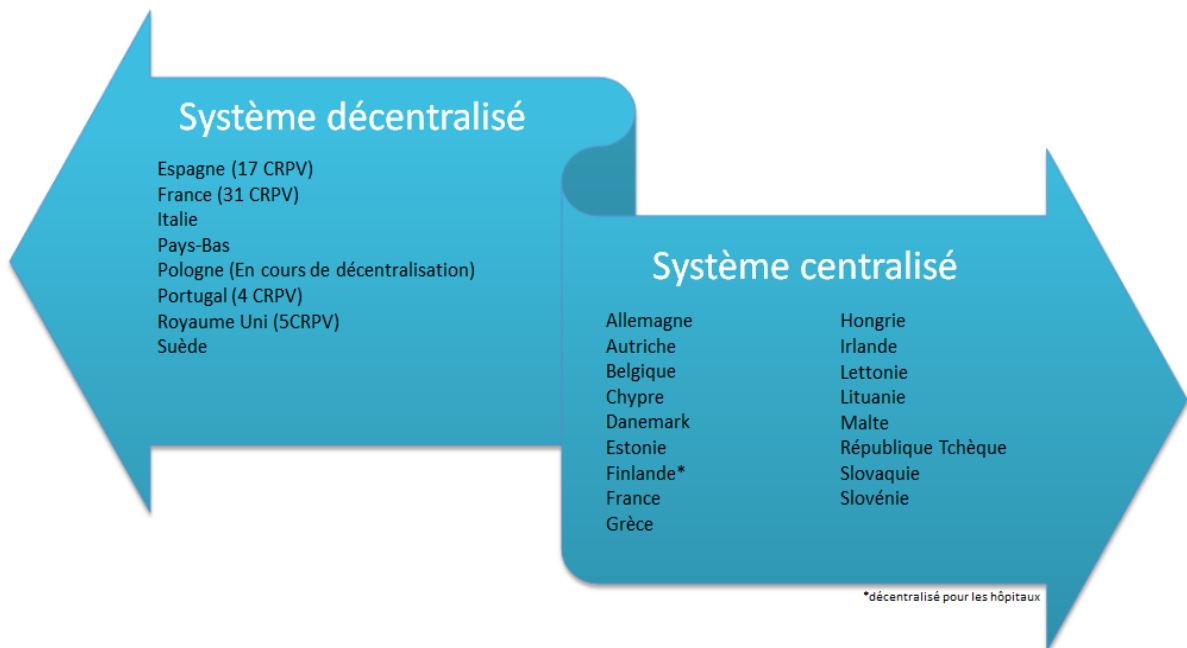 Système décentralisé
Espagne (17 CRPV)
France (31 CRPV)
Italie
Pays-Bas
Pologne (En cours de décentralisation)
Portugal (4 CRPV)
Royaume Uni (5CRPV)
Suède
Système centralisé
Allemagne
Autriche
Belgique
Chypre
Danemark
Estonie
Finlande*
France
Grèce
Hongrie
Irlande
Lettonie
Lituanie
Malte
République Tchèque
Slovaquie
Slovénie
*décentralisé pour les hôpitaux